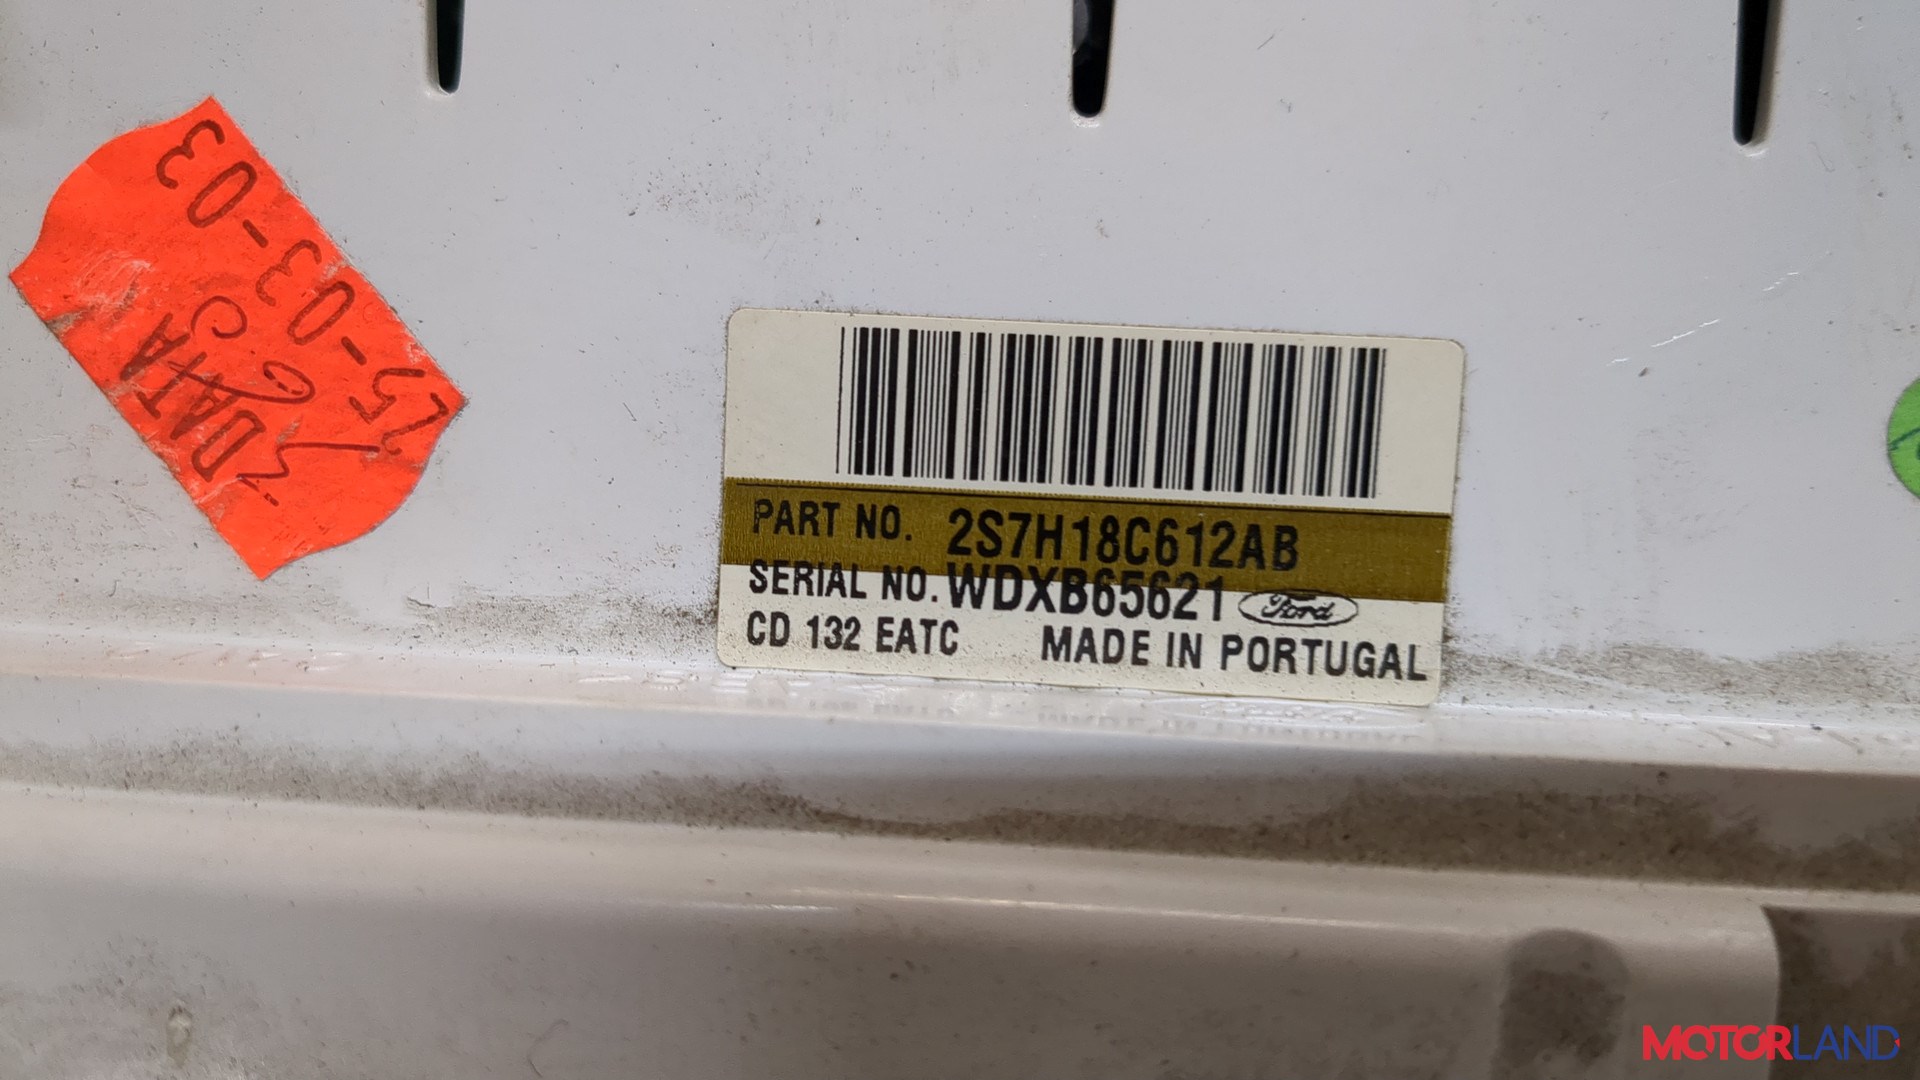 DATA
25-03-03
PART NO. 2S7H18C612AB
SERIAL NO. WDXB65621 Ford
CD 132 EATC MADE IN PORTUGAL
MOTORLAND